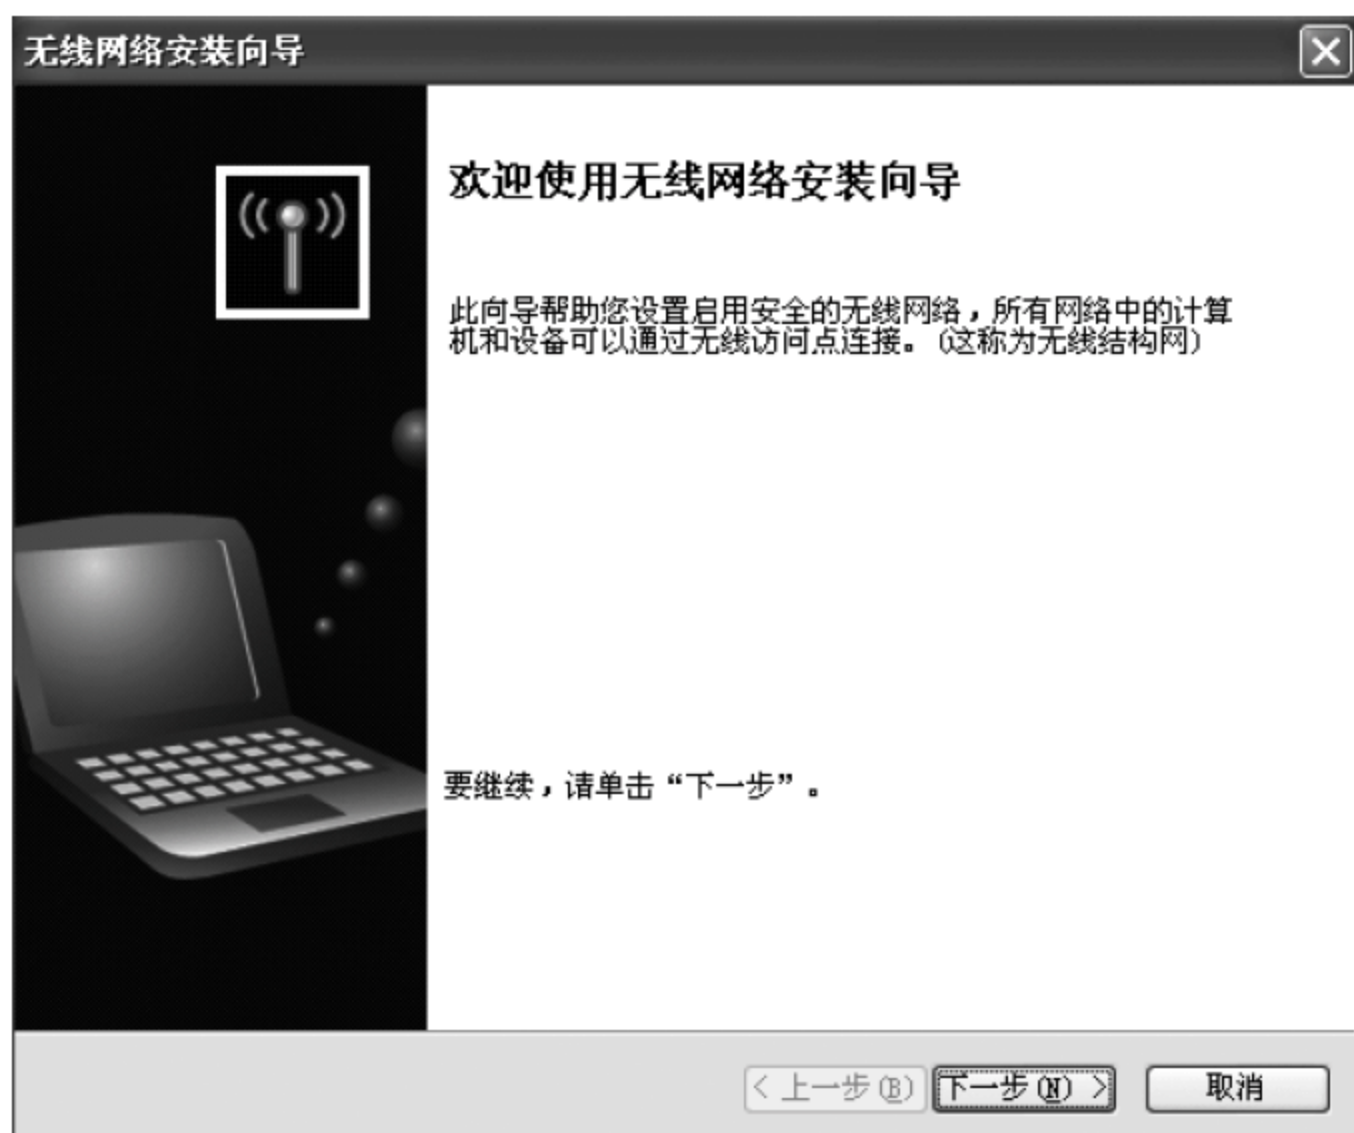 无线网络安装向导
欢迎使用无线网络安装向导
此向导帮助您设置启用安全的无线网络，所有网络中的计算
机和设备可以通过无线访问点连接。(这称为无线结构网)
要继续，请单击“下一步”。
< 上一步(B) 下一步(N) > 取消